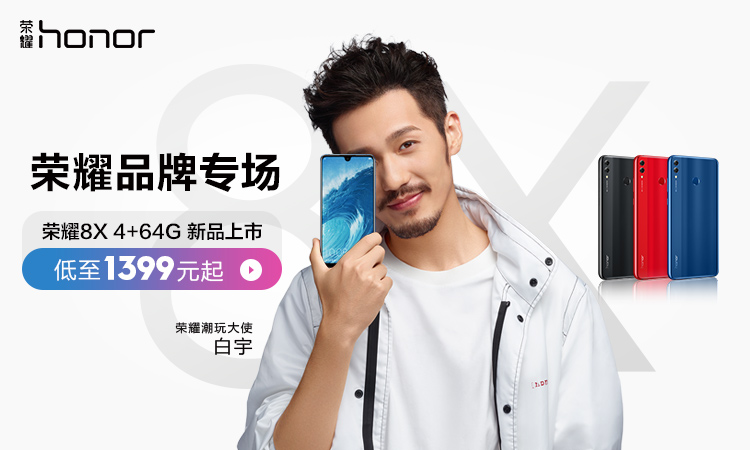 荣耀 honor
8X
荣耀品牌专场
荣耀8X 4+64G 新品上市
低至1399元起
荣耀潮玩大使
白宇